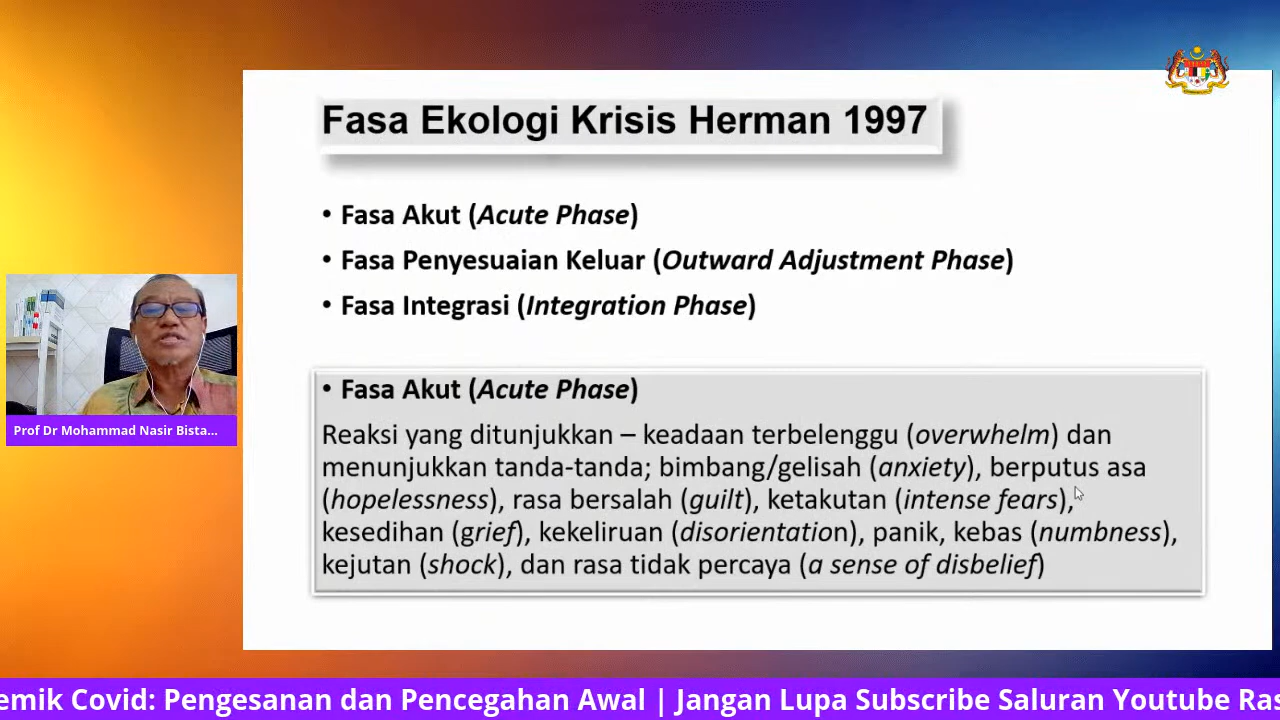 Fasa Ekologi Krisis Herman 1997
• Fasa Akut (Acute Phase)
• Fasa Penyesuaian Keluar (Outward Adjustment Phase)
• Fasa Integrasi (Integration Phase)
• Fasa Akut (Acute Phase)
Reaksi yang ditunjukkan – keadaan terbelenggu (overwhelm) dan
menunjukkan tanda-tanda; bimbang/gelisah (anxiety), berputus asa
(hopelessness), rasa bersalah (guilt), ketakutan (intense fears),
kesedihan (grief), kekeliruan (disorientation), panik, kebas (numbness),
kejutan (shock), dan rasa tidak percaya (a sense of disbelief)
Prof Dr Mohammad Nasir Bista...
emik Covid: Pengesanan dan Pencegahan Awal | Jangan Lupa Subscribe Saluran Youtube Ras